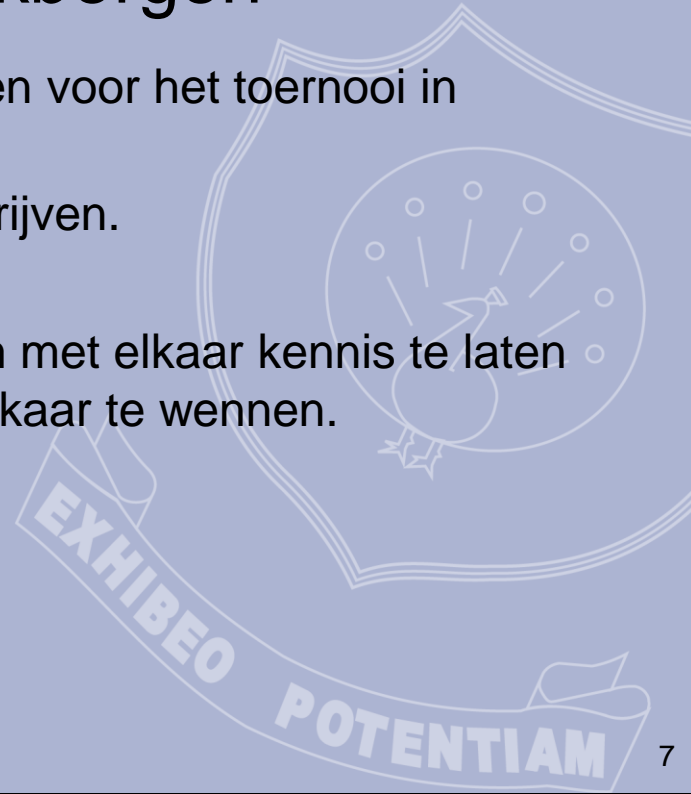 kbergen
en voor het toernooi in
rijven.
n met elkaar kennis te laten
kaar te wennen.
EXHIBEO POTENTIAM
7